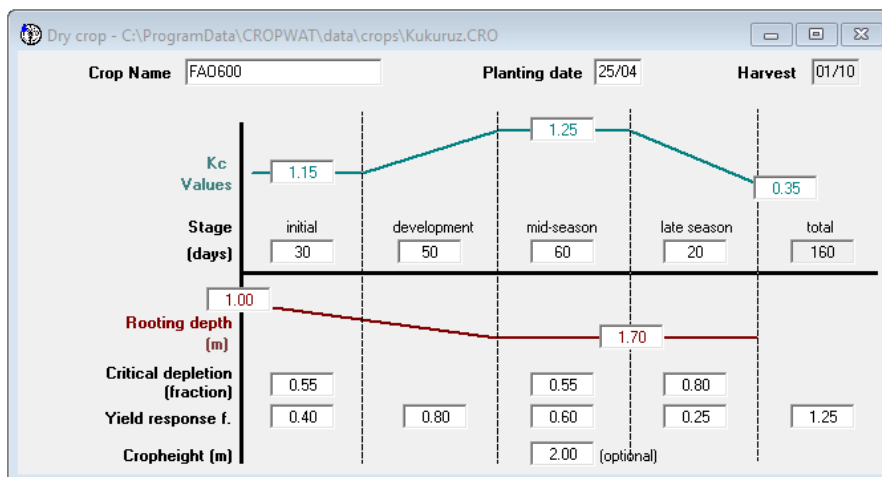 Dry crop - C:\ProgramData\CROPWAT\data\crops\Kukuruz.CRO
Crop Name FAO600 Planting date 25/04 Harvest 01/10
Kc Values 1.15 1.25 0.35
Stage initial development mid-season late season total
(days) 30 50 60 20 160
1.00
Rooting depth (m) 1.70
Critical depletion (fraction) 0.55 0.55 0.80
Yield response f. 0.40 0.80 0.60 0.25 1.25
Cropheight (m) 2.00 (optional)